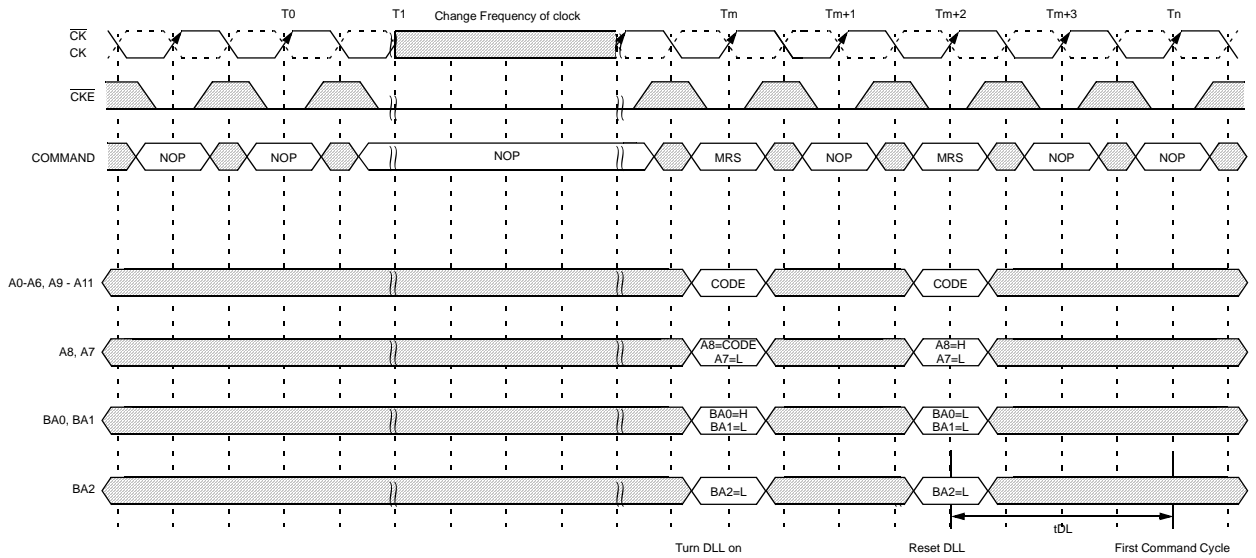 T0 T1 Change Frequency of clock Tm Tm+1 Tm+2 Tm+3 Tn
CK
CK
CKE
COMMAND NOP NOP NOP MRS NOP MRS NOP NOP
A0-A6, A9 - A11 CODE CODE
A8, A7 A8=CODE A8=H
A7=L A7=L
BA0, BA1 BA0=H BA0=L
BA1=L BA1=L
BA2 BA2=L BA2=L
tDL
Turn DLL on Reset DLL First Command Cycle